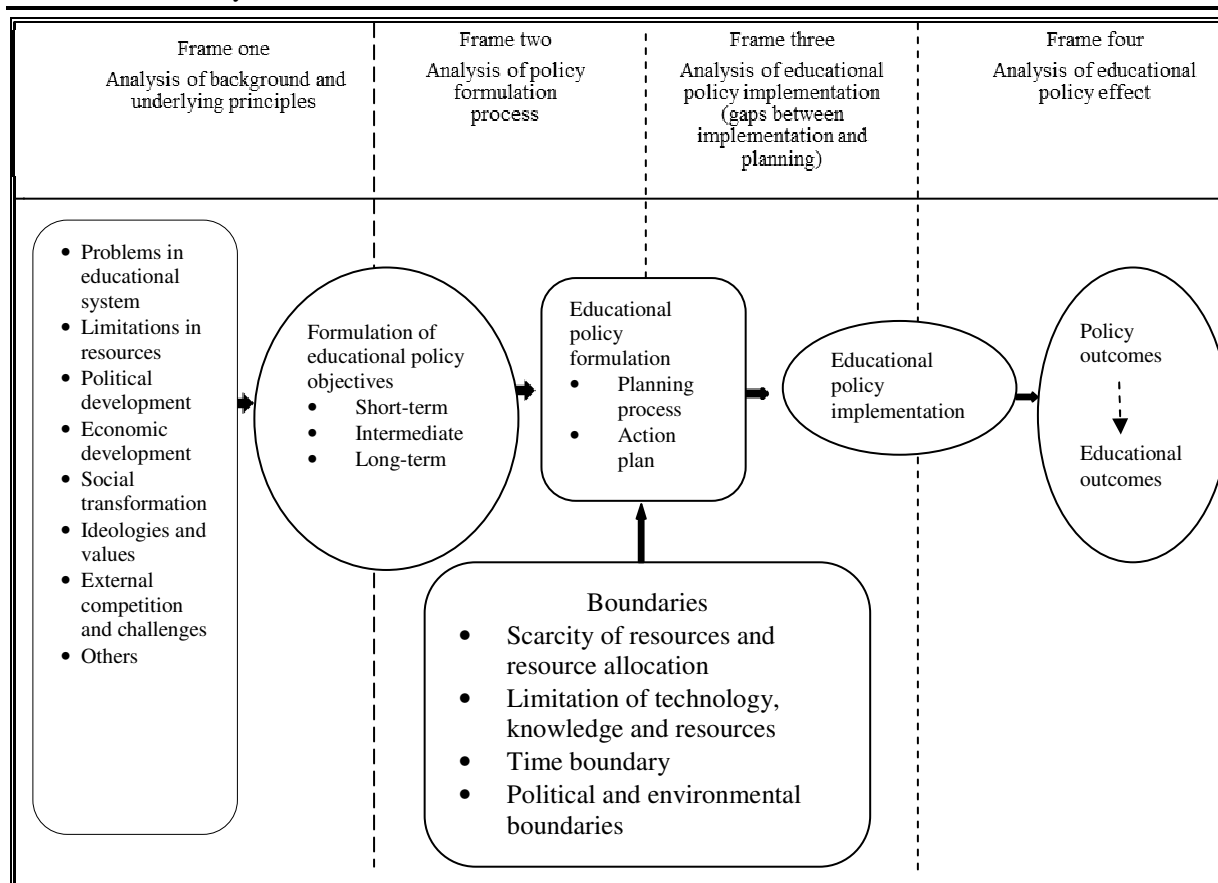 Frame one
Analysis of background and
underlying principles
Frame two
Analysis of policy
formulation
process
Frame three
Analysis of educational
policy implementation
(gaps between
implementation and
planning)
Frame four
Analysis of educational
policy effect
• Problems in
educational
system
• Limitations in
resources
• Political
development
• Economic
development
• Social
transformation
• Ideologies and
values
• External
competition
and challenges
• Others
Formulation of
educational policy
objectives
• Short-term
• Intermediate
• Long-term
Educational
policy
formulation
• Planning
process
• Action
plan
Educational
policy
implementation
Policy
outcomes
Educational
outcomes
Boundaries
• Scarcity of resources and
resource allocation
• Limitation of technology,
knowledge and resources
• Time boundary
• Political and environmental
boundaries